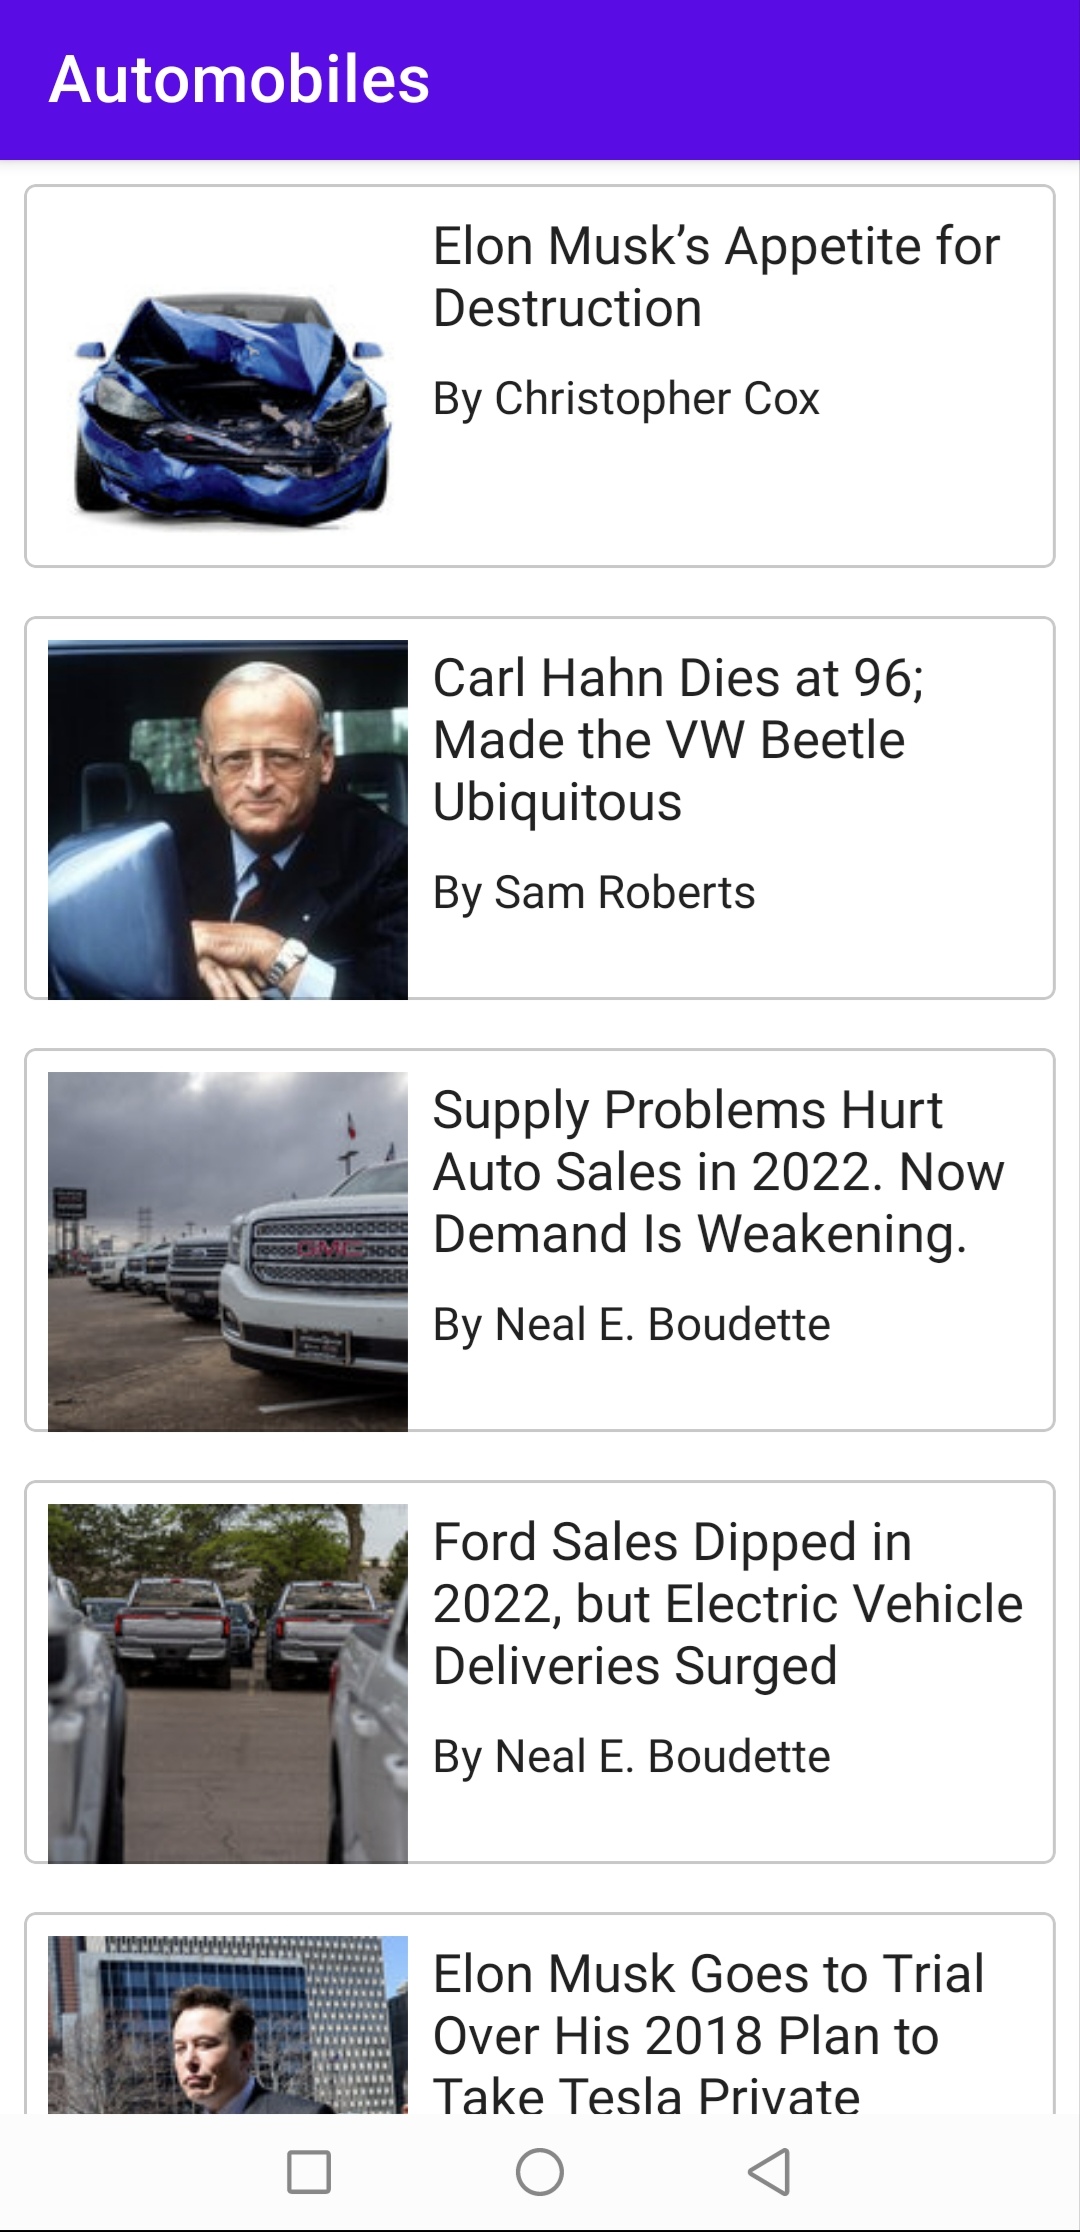 Automobiles
Elon Musk’s Appetite for
Destruction
By Christopher Cox
Carl Hahn Dies at 96;
Made the VW Beetle
Ubiquitous
By Sam Roberts
Supply Problems Hurt
Auto Sales in 2022. Now
Demand Is Weakening.
By Neal E. Boudette
GMC
Ford Sales Dipped in
2022, but Electric Vehicle
Deliveries Surged
By Neal E. Boudette
Elon Musk Goes to Trial
Over His 2018 Plan to
Take Tesla Private